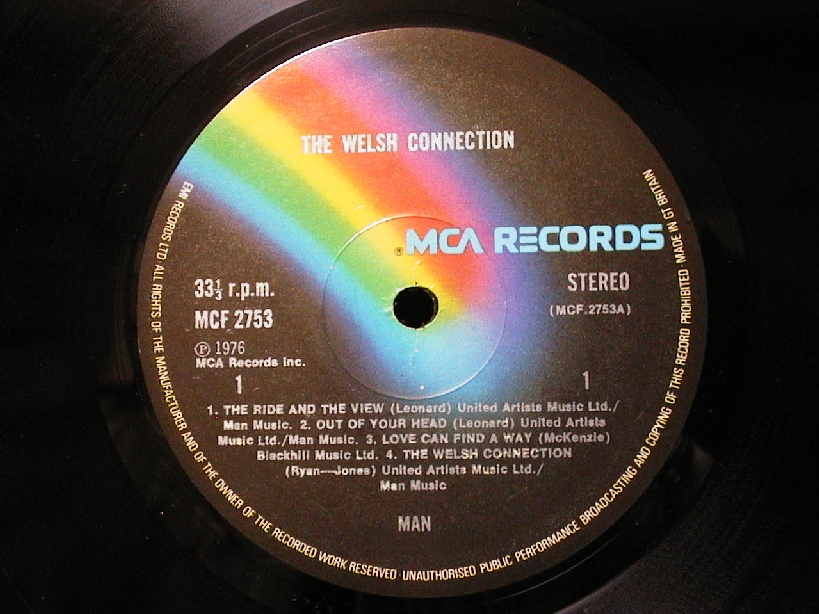 THE WELSH CONNECTION
®MCA RECORDS
33⅓ r.p.m.
STEREO
MCF 2753
(MCF.2753A)
℗ 1976
MCA Records Inc.
1
1
1. THE RIDE AND THE VIEW (Leonard) United Artists Music Ltd./
Man Music. 2. OUT OF YOUR HEAD (Leonard) United Artists
Music Ltd./Man Music. 3. LOVE CAN FIND A WAY (McKenzie)
Blackhill Music Ltd. 4. THE WELSH CONNECTION
(Ryan—Jones) United Artists Music Ltd./
Man Music
MAN
EMI RECORDS LTD · ALL RIGHTS OF THE MANUFACTURER AND OF THE OWNER OF THE RECORDED WORK RESERVED · UNAUTHORISED PUBLIC PERFORMANCE BROADCASTING AND COPYING OF THIS RECORD PROHIBITED MADE IN GT BRITAIN